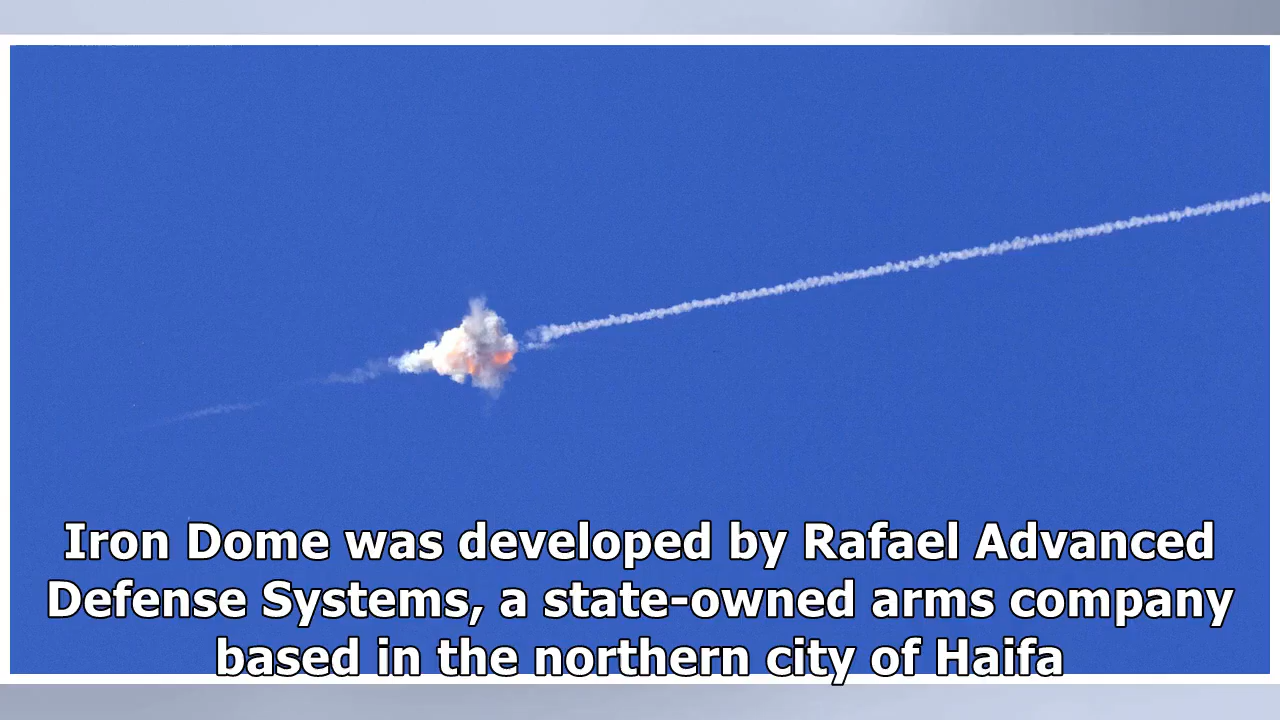 Iron Dome was developed by Rafael Advanced
Defense Systems, a state-owned arms company
based in the northern city of Haifa